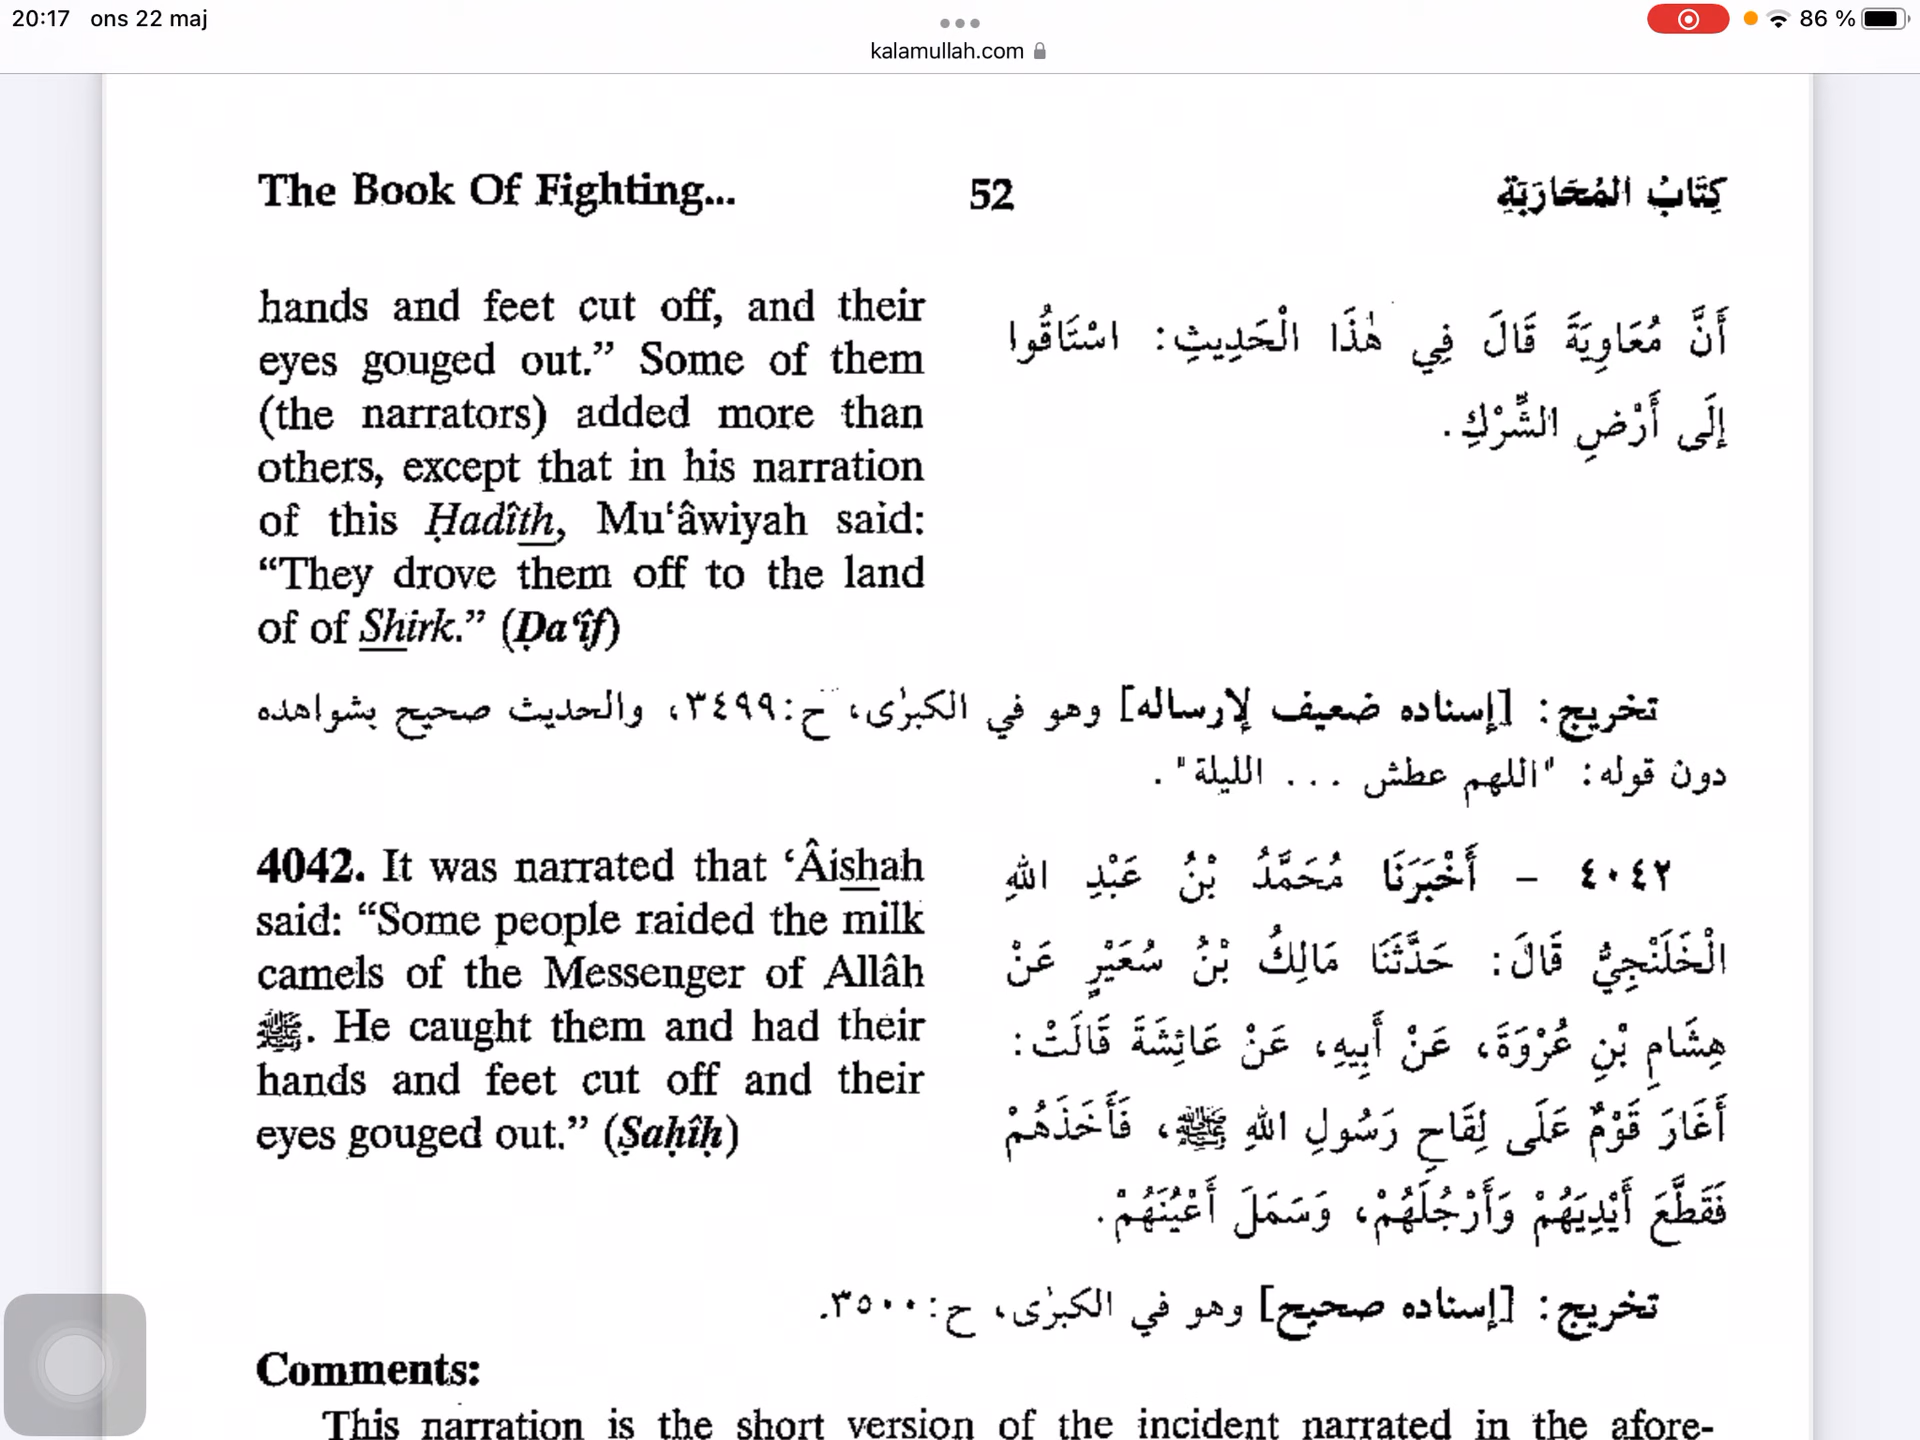 20:17 ons 22 maj
86 %
kalamullah.com
The Book Of Fighting... 52 كِتَابُ المُحَارَبَةِ
hands and feet cut off, and their
eyes gouged out.” Some of them
(the narrators) added more than
others, except that in his narration
of this Ḥadîth, Mu‘âwiyah said:
“They drove them off to the land
of of Shirk.” (Ḍa‘îf)
أَنَّ مُعَاوِيَةَ قَالَ فِي هٰذَا الْحَدِيثِ: اسْتَاقُوا
إِلَى أَرْضِ الشِّرْكِ.
تخريج: [إسناده ضعيف لإرساله] وهو في الكبرٰى، ح:٣٤٩٩، والحديث صحيح بشواهده
دون قوله: "اللهم عطش ... الليلة".
4042. It was narrated that ‘Âishah
said: “Some people raided the milk
camels of the Messenger of Allâh
ﷺ. He caught them and had their
hands and feet cut off and their
eyes gouged out.” (Ṣaḥîḥ)
٤٠٤٢ – أَخْبَرَنَا مُحَمَّدُ بْنُ عَبْدِ اللهِ
الْخَلَنْجِيُّ قَالَ: حَدَّثَنَا مَالِكُ بْنُ سُعَيْرٍ عَنْ
هِشَامِ بْنِ عُرْوَةَ، عَنْ أَبِيهِ، عَنْ عَائِشَةَ قَالَتْ:
أَغَارَ قَوْمٌ عَلَى لِقَاحِ رَسُولِ اللهِ ﷺ، فَأَخَذَهُمْ
فَقَطَّعَ أَيْدِيَهُمْ وَأَرْجُلَهُمْ، وَسَمَلَ أَعْيُنَهُمْ.
تخريج: [إسناده صحيح] وهو في الكبرٰى، ح:٣٥٠٠.
Comments:
This narration is the short version of the incident narrated in the afore-